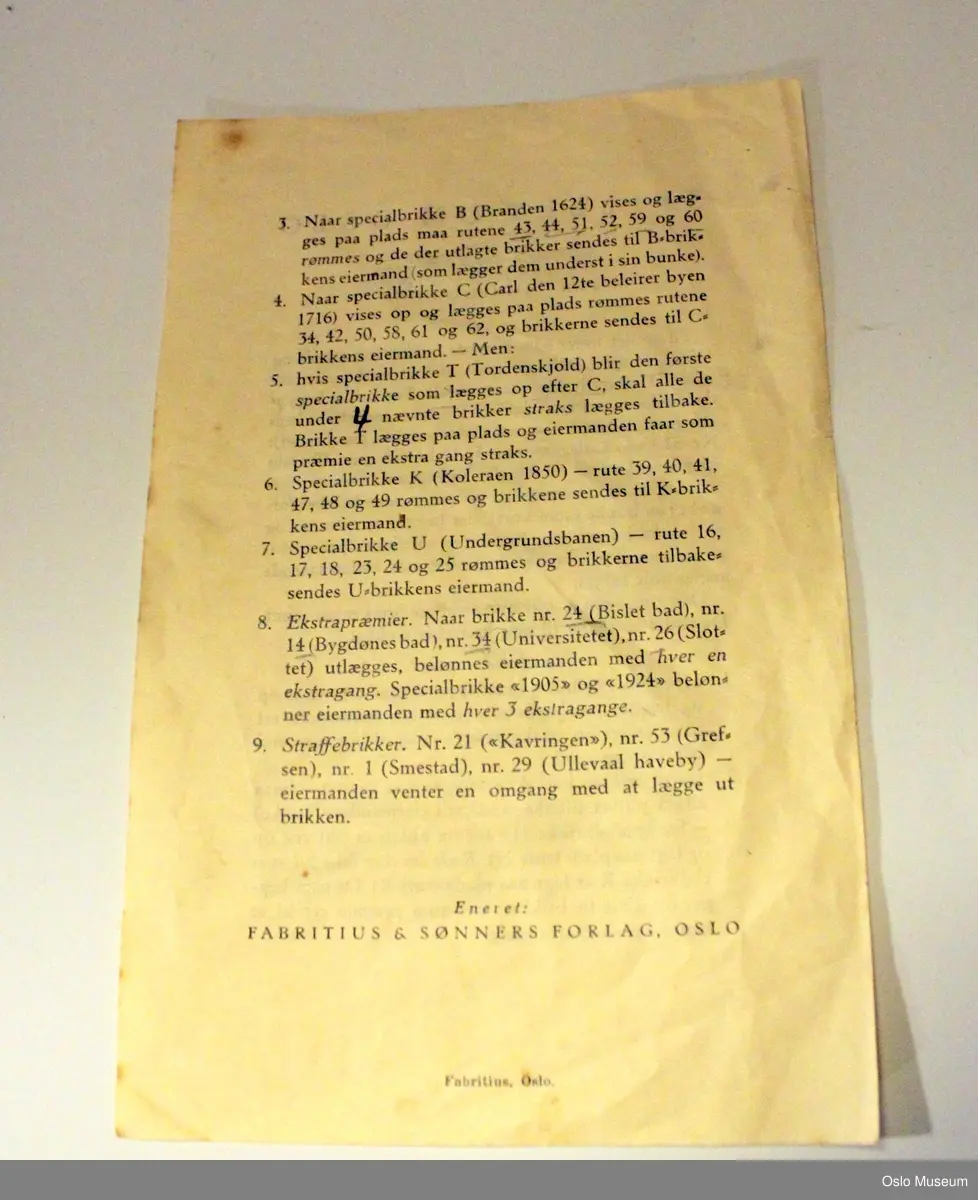 3. Naar specialbrikke B (Branden 1624) vises og læg-
ges paa plads maa rutene 43, 44, 51, 52, 59 og 60
rømmes og de der utlagte brikker sendes til B-brik-
kens eiermand (som lægger dem underst i sin bunke).
4. Naar specialbrikke C (Carl den 12te beleirer byen
1716) vises op og lægges paa plads rømmes rutene
34, 42, 50, 58, 61 og 62, og brikkerne sendes til C-
brikkens eiermand. — Men:
5. hvis specialbrikke T (Tordenskjold) blir den første
specialbrikke som lægges op efter C, skal alle de
under 4 nævnte brikker straks lægges tilbake.
Brikke T lægges paa plads og eiermanden faar som
præmie en ekstra gang straks.
6. Specialbrikke K (Koleraen 1850) — rute 39, 40, 41,
47, 48 og 49 rømmes og brikkene sendes til K-brik-
kens eiermand.
7. Specialbrikke U (Undergrundsbanen) — rute 16,
17, 18, 23, 24 og 25 rømmes og brikkerne tilbake-
sendes U-brikkens eiermand.
8. Ekstrapræmier. Naar brikke nr. 24 (Bislet bad), nr.
14 (Bygdønes bad), nr. 34 (Universitetet), nr. 26 (Slot-
tet) utlægges, belønnes eiermanden med hver en
ekstragang. Specialbrikke «1905» og «1924» beløn-
ner eiermanden med hver 3 ekstragange.
9. Straffebrikker. Nr. 21 («Kavringen»), nr. 53 (Gref-
sen), nr. 1 (Smestad), nr. 29 (Ullevaal haveby) —
eiermanden venter en omgang med at lægge ut
brikken.
Eneret:
FABRITIUS & SØNNERS FORLAG, OSLO
Fabritius, Oslo.
Oslo Museum